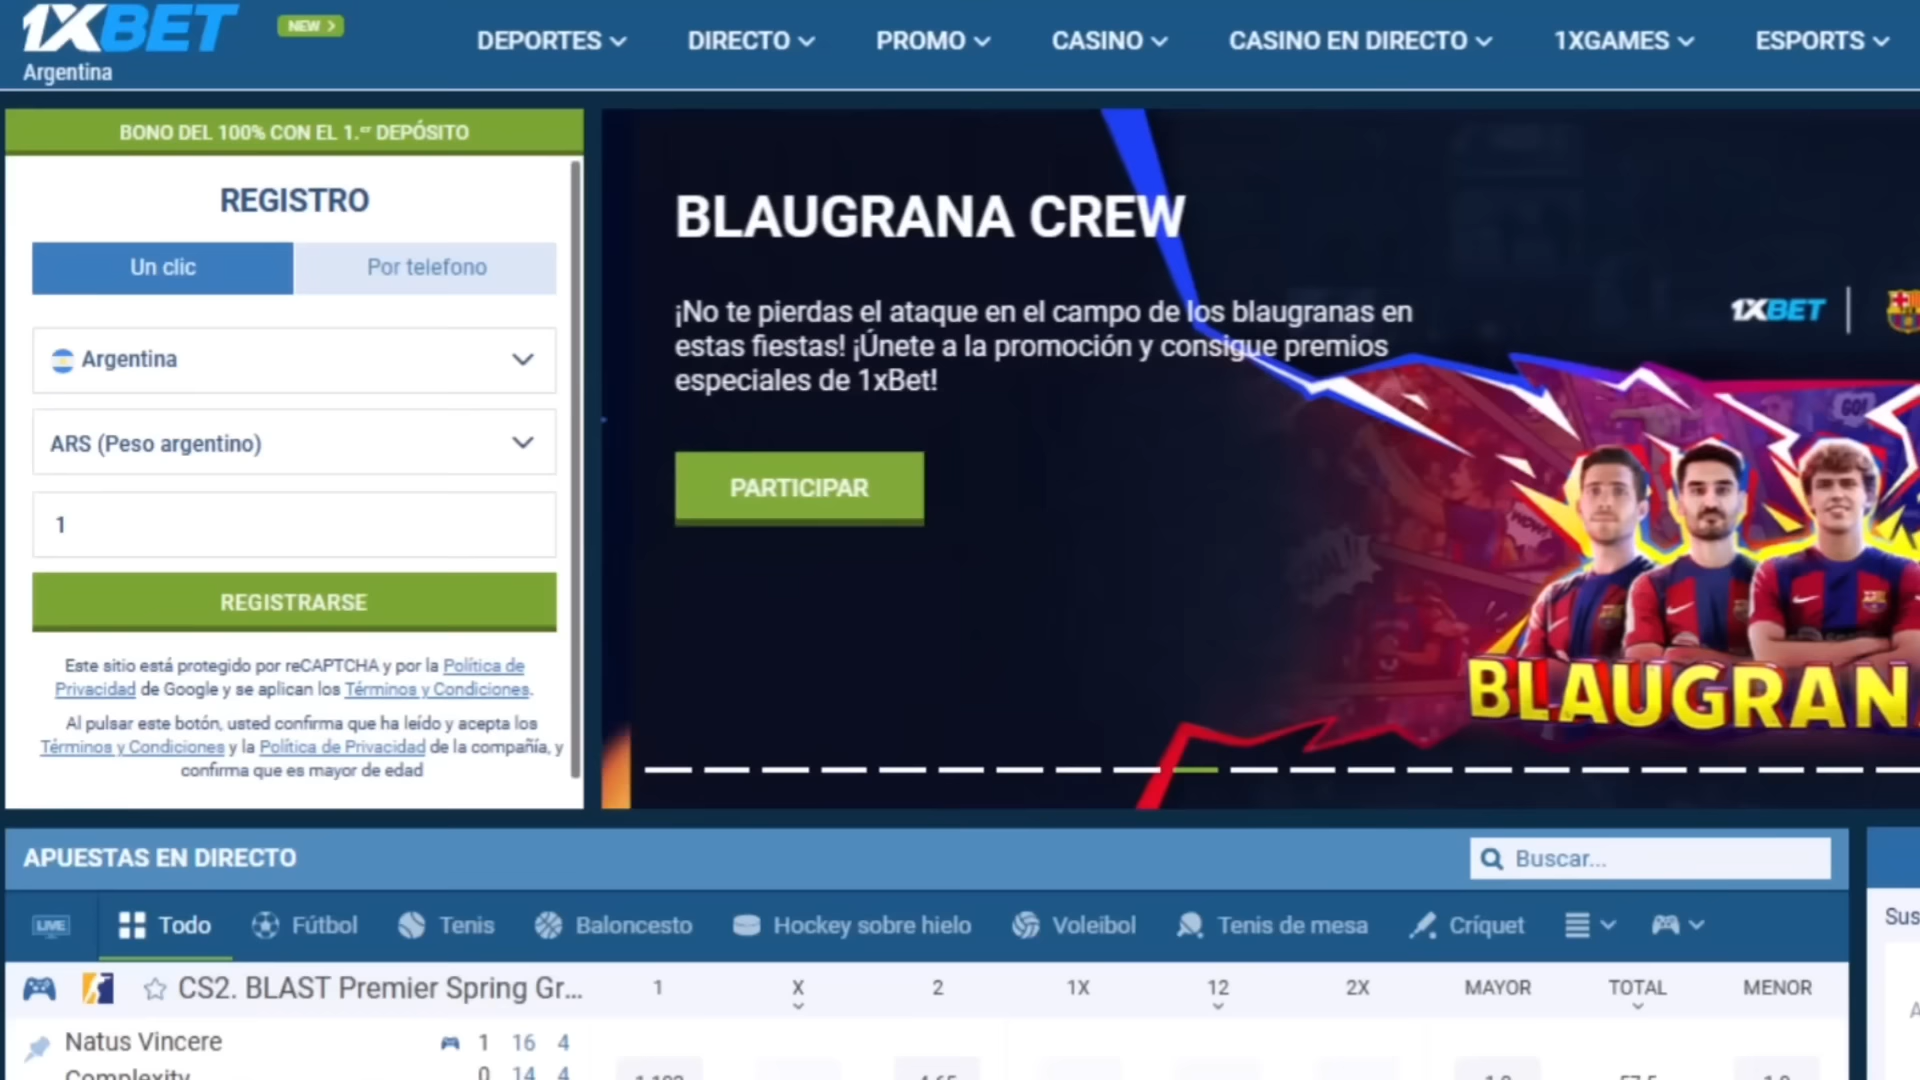 1XBET
NEW >
Argentina
DEPORTES
DIRECTO
PROMO
CASINO
CASINO EN DIRECTO
1XGAMES
ESPORTS
BONO DEL 100% CON EL 1.er DEPÓSITO
REGISTRO
Un clic
Por telefono
Argentina
ARS (Peso argentino)
1
REGISTRARSE
Este sitio está protegido por reCAPTCHA y por la Política de
Privacidad de Google y se aplican los Términos y Condiciones.
Al pulsar este botón, usted confirma que ha leído y acepta los
Términos y Condiciones y la Política de Privacidad de la compañía, y
confirma que es mayor de edad
BLAUGRANA CREW
¡No te pierdas el ataque en el campo de los blaugranas en
estas fiestas! ¡Únete a la promoción y consigue premios
especiales de 1xBet!
PARTICIPAR
1XBET
GO!
WOW!
BLAUGRAN
APUESTAS EN DIRECTO
Buscar...
LIVE
Todo
Fútbol
Tenis
Baloncesto
Hockey sobre hielo
Voleibol
Tenis de mesa
Críquet
Sus
CS2. BLAST Premier Spring Gr...
1
X
2
1X
12
2X
MAYOR
TOTAL
MENOR
Natus Vincere
1 16 4
Complexity
0 14 4